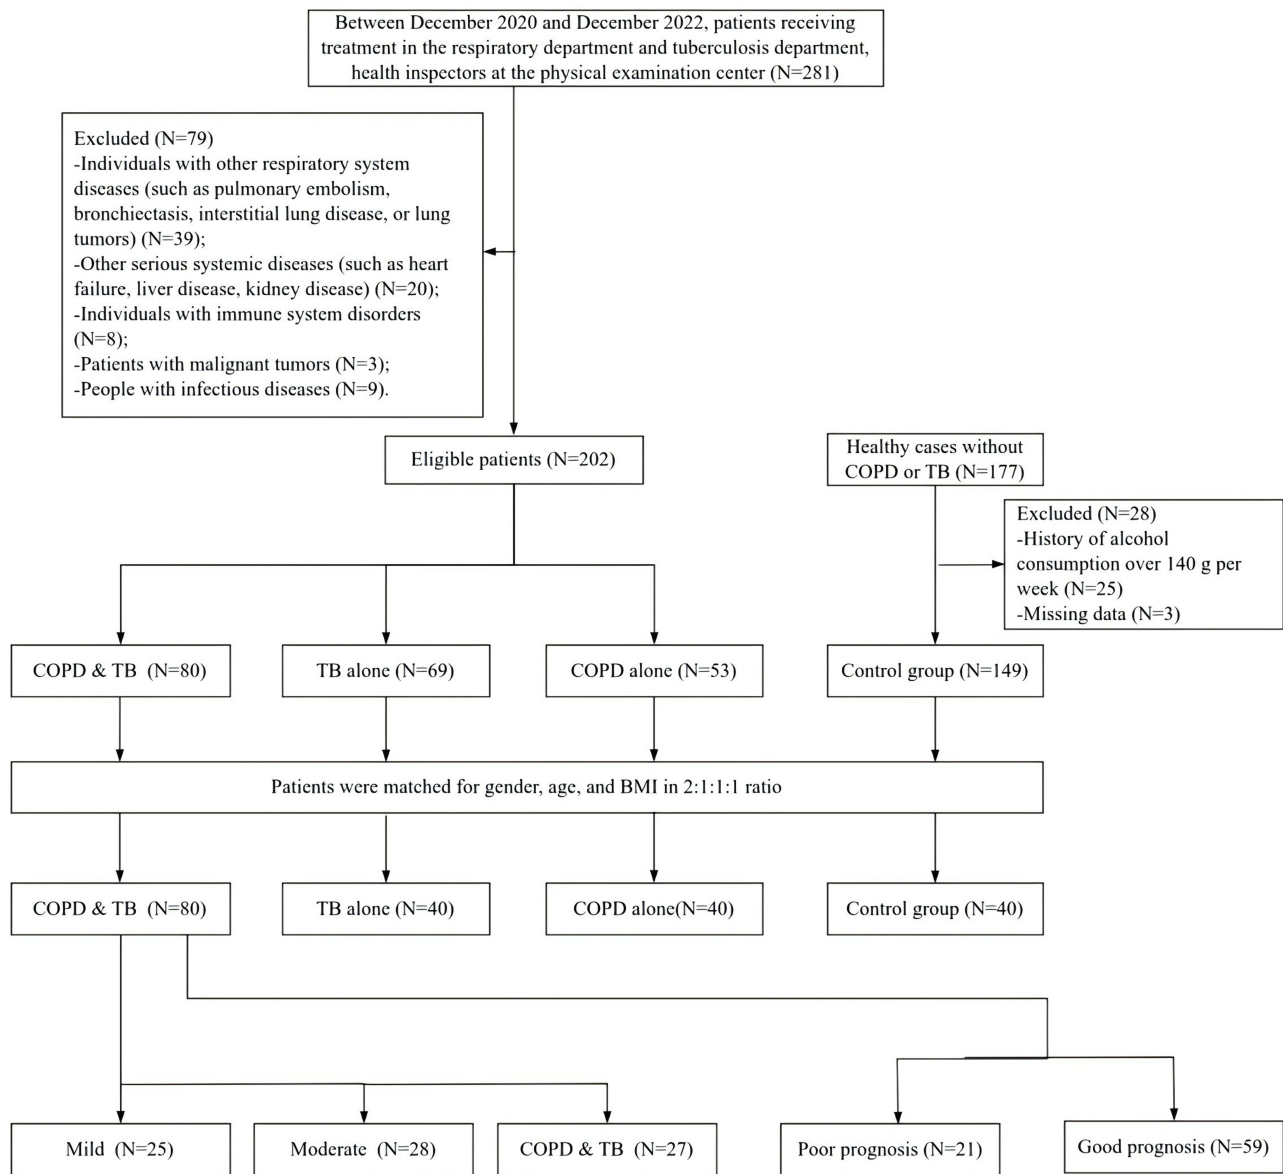 Between December 2020 and December 2022, patients receiving
treatment in the respiratory department and tuberculosis department,
health inspectors at the physical examination center (N=281)
Excluded (N=79)
-Individuals with other respiratory system
diseases (such as pulmonary embolism,
bronchiectasis, interstitial lung disease, or lung
tumors) (N=39);
-Other serious systemic diseases (such as heart
failure, liver disease, kidney disease) (N=20);
-Individuals with immune system disorders
(N=8);
-Patients with malignant tumors (N=3);
-People with infectious diseases (N=9).
Eligible patients (N=202)
Healthy cases without
COPD or TB (N=177)
Excluded (N=28)
-History of alcohol
consumption over 140 g per
week (N=25)
-Missing data (N=3)
COPD & TB (N=80)
TB alone (N=69)
COPD alone (N=53)
Control group (N=149)
Patients were matched for gender, age, and BMI in 2:1:1:1 ratio
COPD & TB (N=80)
TB alone (N=40)
COPD alone(N=40)
Control group (N=40)
Mild (N=25)
Moderate (N=28)
COPD & TB (N=27)
Poor prognosis (N=21)
Good prognosis (N=59)